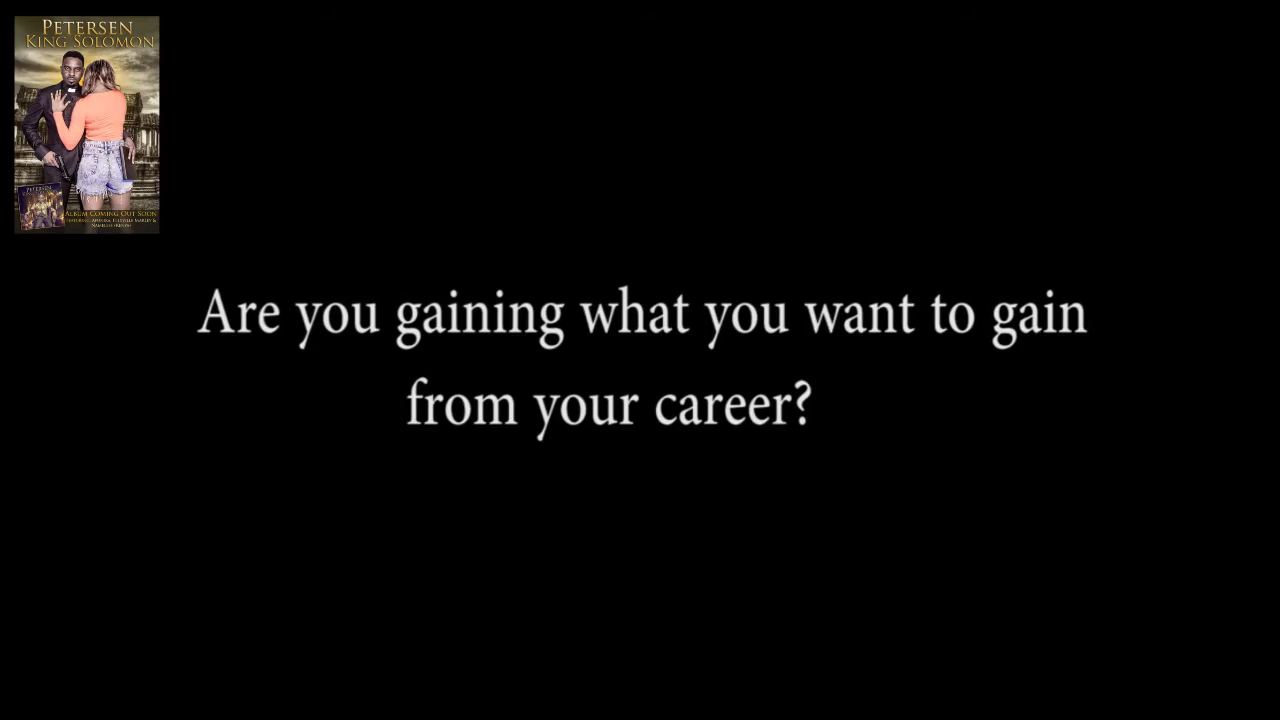 PETERSEN
KING SOLOMON
ALBUM COMING OUT SOON
Are you gaining what you want to gain
from your career?